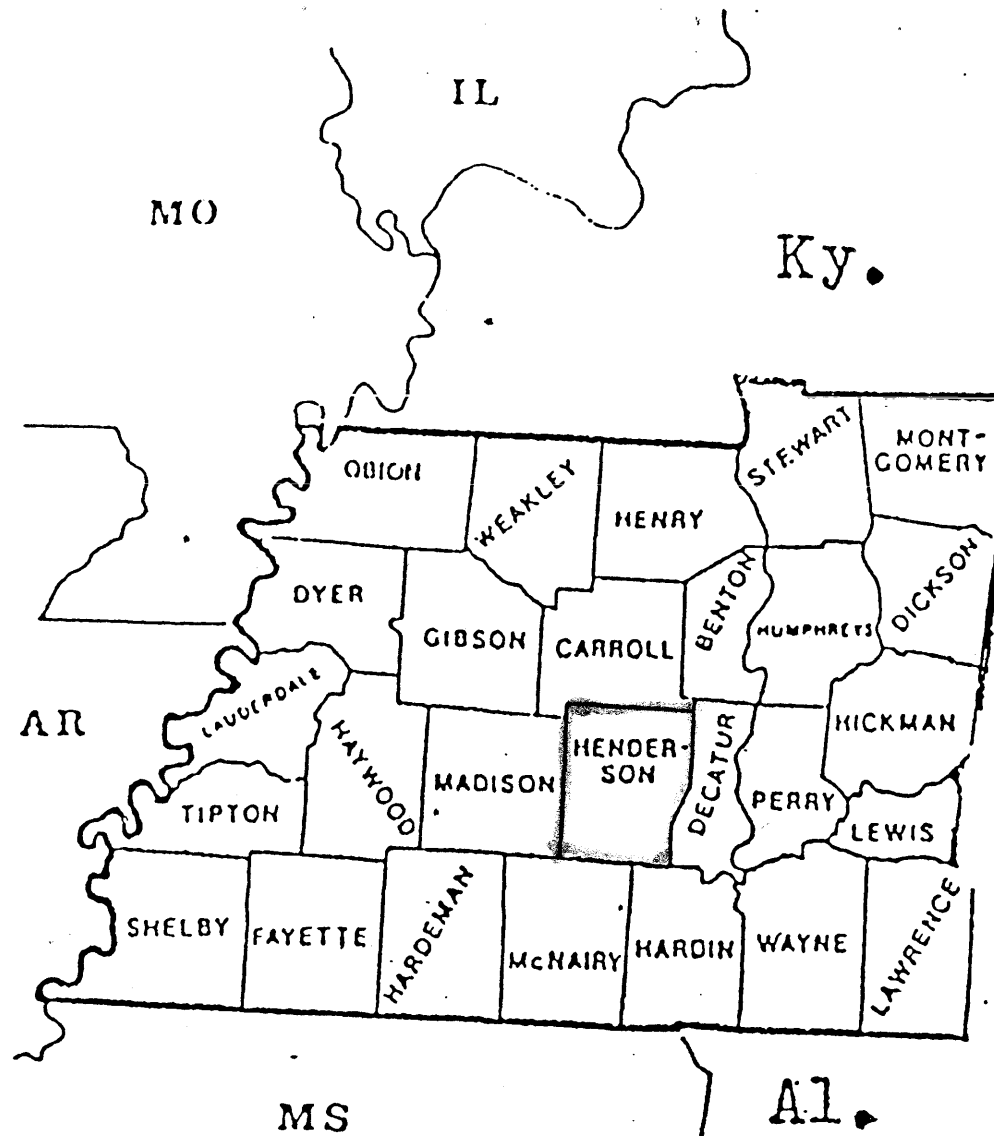 IL
MO
Ky.
STEWART
MONT-
GOMERY
OBION
WEAKLEY
HENRY
DYER
GIBSON
CARROLL
BENTON
HUMPHREYS
DICKSON
AR
LAUDERDALE
HAYWOOD
MADISON
HENDER-
SON
DECATUR
PERRY
HICKMAN
TIPTON
LEWIS
SHELBY
FAYETTE
HARDEMAN
McNAIRY
HARDIN
WAYNE
LAWRENCE
MS
Al.